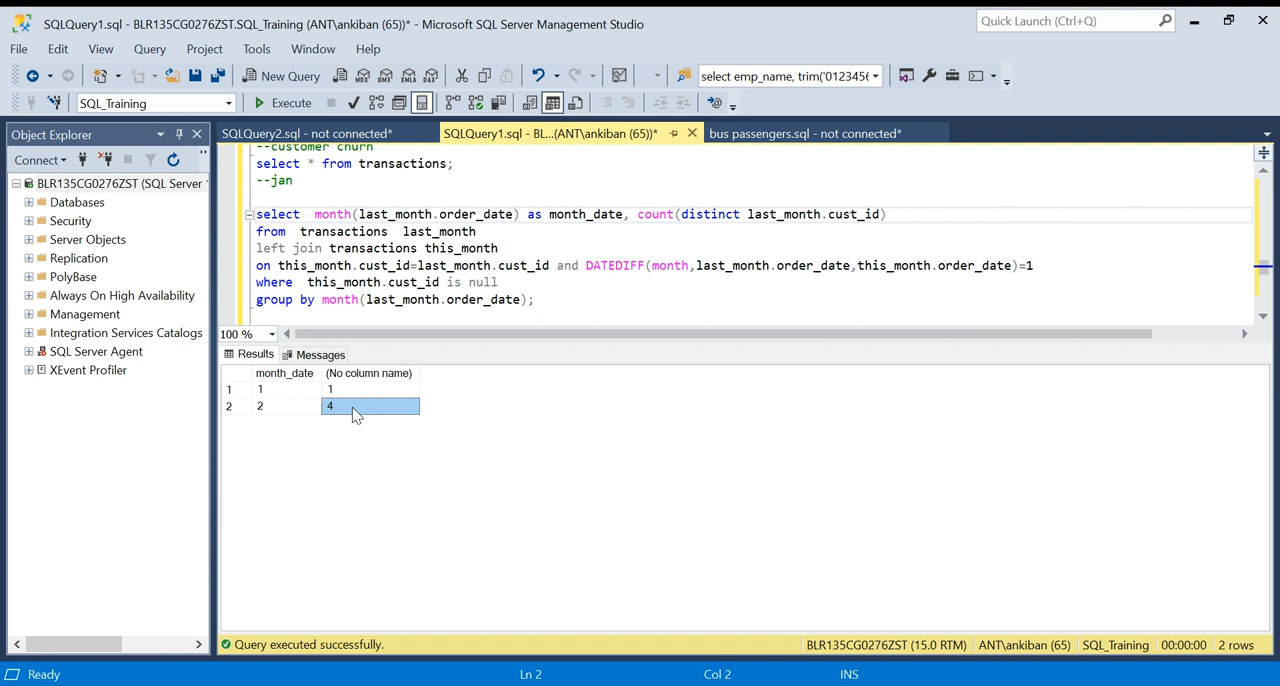 SQLQuery1.sql - BLR135CG0276ZST.SQL_Training (ANT\ankiban (65))* - Microsoft SQL Server Management Studio
Quick Launch (Ctrl+Q)
File Edit View Query Project Tools Window Help
New Query MDX DMX XMLA DAX select emp_name, trim('0123456
SQL_Training Execute
Object Explorer
SQLQuery2.sql - not connected* SQLQuery1.sql - BL...(ANT\ankiban (65))* bus passengers.sql - not connected*
Connect
BLR135CG0276ZST (SQL Server
Databases
Security
Server Objects
Replication
PolyBase
Always On High Availability
Management
Integration Services Catalogs
SQL Server Agent
XEvent Profiler
--customer churn
select * from transactions;
--jan
select month(last_month.order_date) as month_date, count(distinct last_month.cust_id)
from transactions last_month
left join transactions this_month
on this_month.cust_id=last_month.cust_id and DATEDIFF(month,last_month.order_date,this_month.order_date)=1
where this_month.cust_id is null
group by month(last_month.order_date);
100 %
Results Messages
month_date (No column name)
1 1 1
2 2 4
Query executed successfully. BLR135CG0276ZST (15.0 RTM) ANT\ankiban (65) SQL_Training 00:00:00 2 rows
Ready Ln 2 Col 2 INS